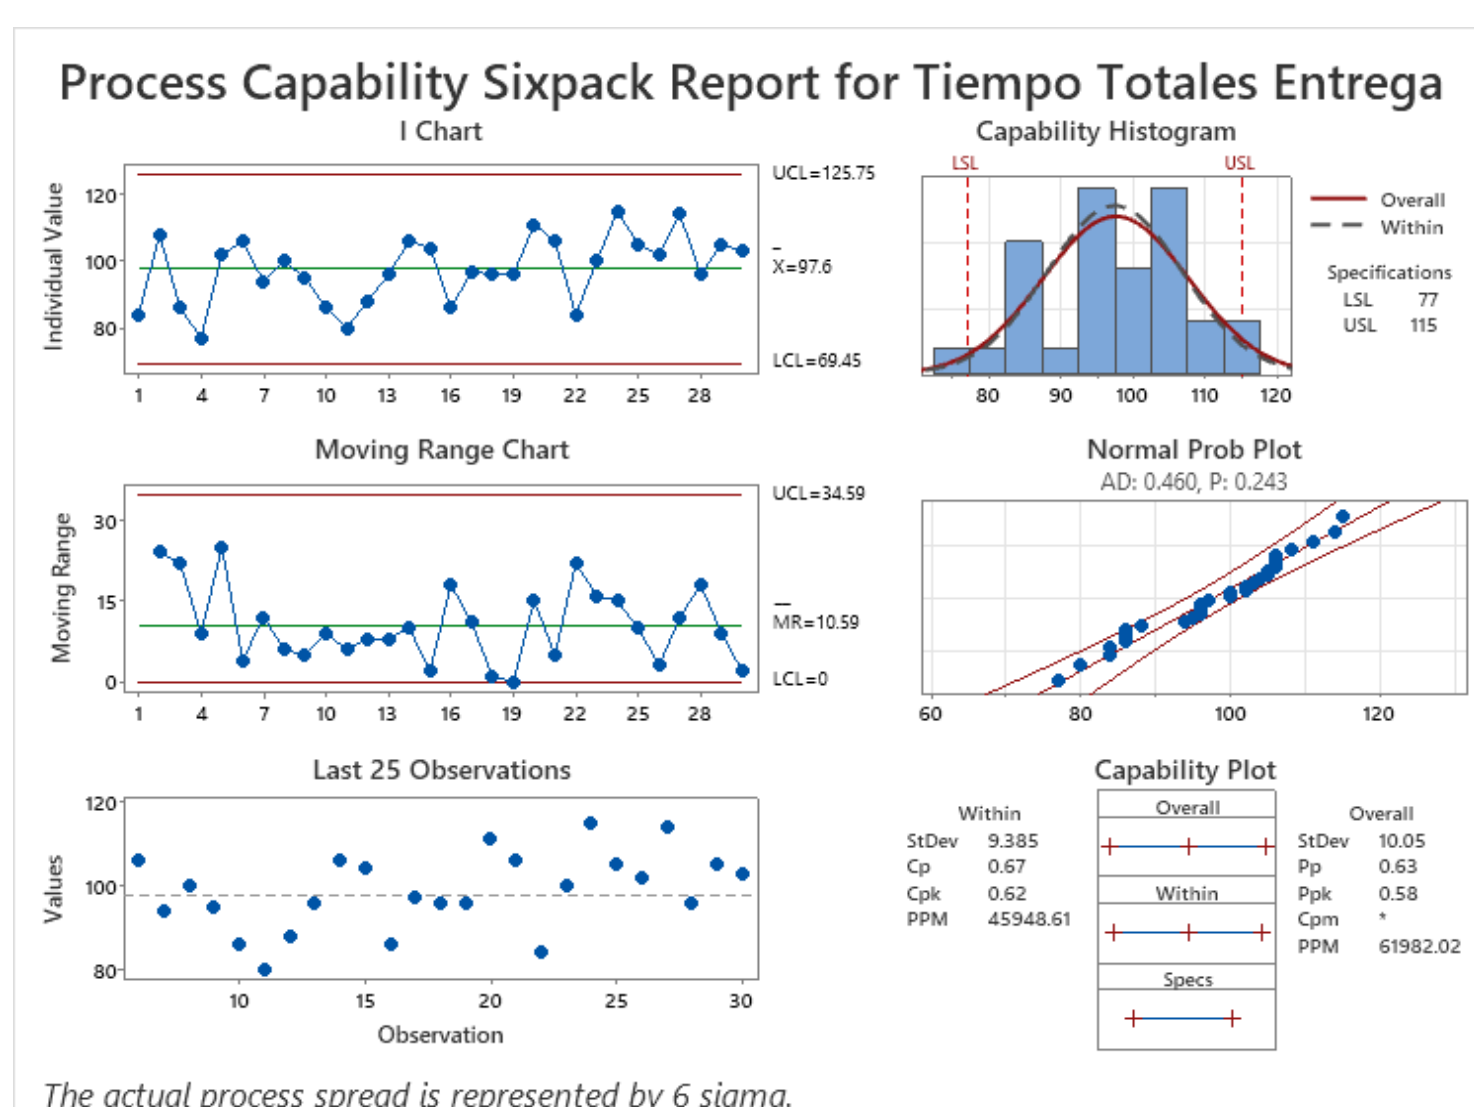 Process Capability Sixpack Report for Tiempo Totales Entrega
I Chart
Individual Value
120
100
80
1 4 7 10 13 16 19 22 25 28
UCL=125.75
X̄=97.6
LCL=69.45
Capability Histogram
LSL USL
80 90 100 110 120
Overall
Within
Specifications
LSL 77
USL 115
Moving Range Chart
Moving Range
30
15
0
1 4 7 10 13 16 19 22 25 28
UCL=34.59
M̅R̅=10.59
LCL=0
Normal Prob Plot
AD: 0.460, P: 0.243
60 80 100 120
Last 25 Observations
Values
120
100
80
10 15 20 25 30
Observation
Capability Plot
Within
StDev 9.385
Cp 0.67
Cpk 0.62
PPM 45948.61
Overall
Within
Specs
Overall
StDev 10.05
Pp 0.63
Ppk 0.58
Cpm *
PPM 61982.02
The actual process spread is represented by 6 sigma.